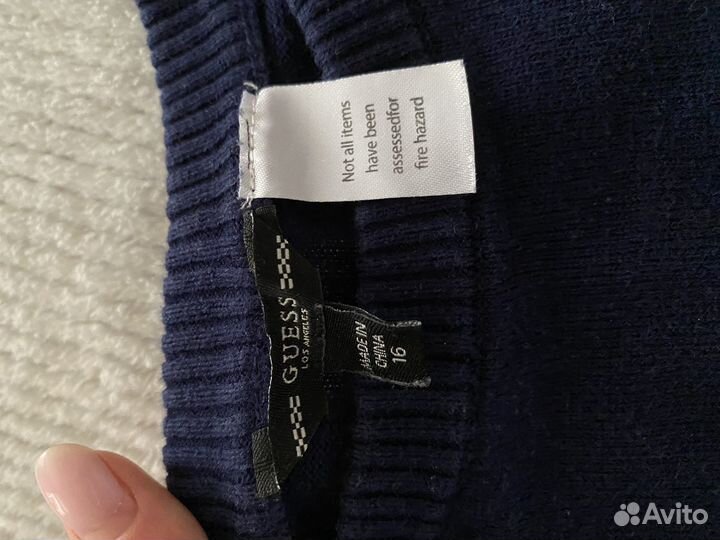 Not all items
have been
assessedfor
fire hazard
GUESS
LOS ANGELES
MADE IN
CHINA
16
Avito